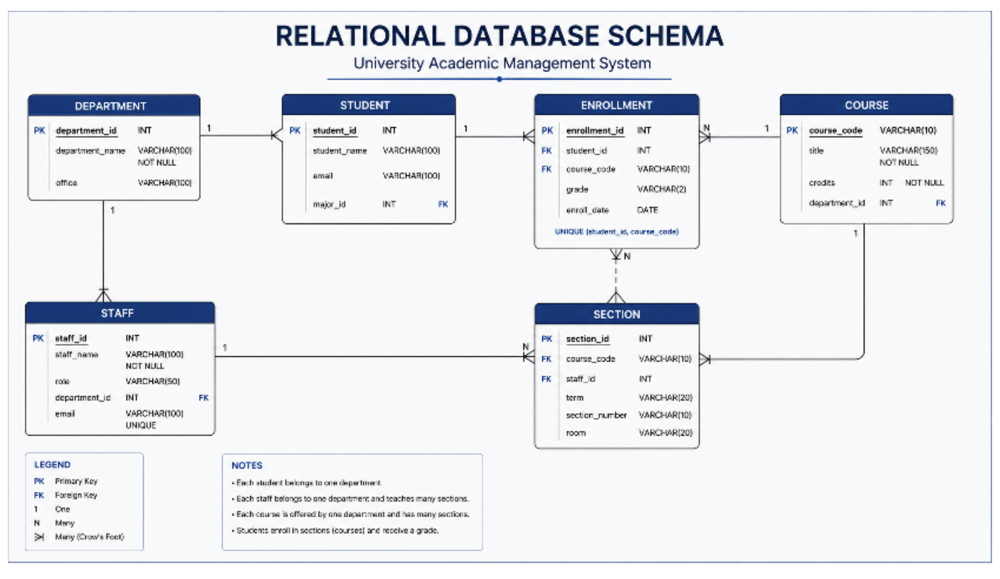 RELATIONAL DATABASE SCHEMA
University Academic Management System
DEPARTMENT
PK department_id INT
department_name VARCHAR(100)
NOT NULL
office VARCHAR(100)
1
STUDENT
PK student_id INT
student_name VARCHAR(100)
email VARCHAR(100)
major_id INT FK
1
ENROLLMENT
PK enrollment_id INT
FK student_id INT
FK course_code VARCHAR(10)
grade VARCHAR(2)
enroll_date DATE
UNIQUE (student_id, course_code)
N
1
COURSE
PK course_code VARCHAR(10)
title VARCHAR(150)
NOT NULL
credits INT NOT NULL
department_id INT FK
1
N
1
STAFF
PK staff_id INT
staff_name VARCHAR(100)
NOT NULL
role VARCHAR(50)
department_id INT FK
email VARCHAR(100)
UNIQUE
1
N
SECTION
PK section_id INT
FK course_code VARCHAR(10)
FK staff_id INT
term VARCHAR(20)
section_number VARCHAR(10)
room VARCHAR(20)
LEGEND
PK Primary Key
FK Foreign Key
1 One
N Many
Many (Crow's Foot)
NOTES
• Each student belongs to one department.
• Each staff belongs to one department and teaches many sections.
• Each course is offered by one department and has many sections.
• Students enroll in sections (courses) and receive a grade.